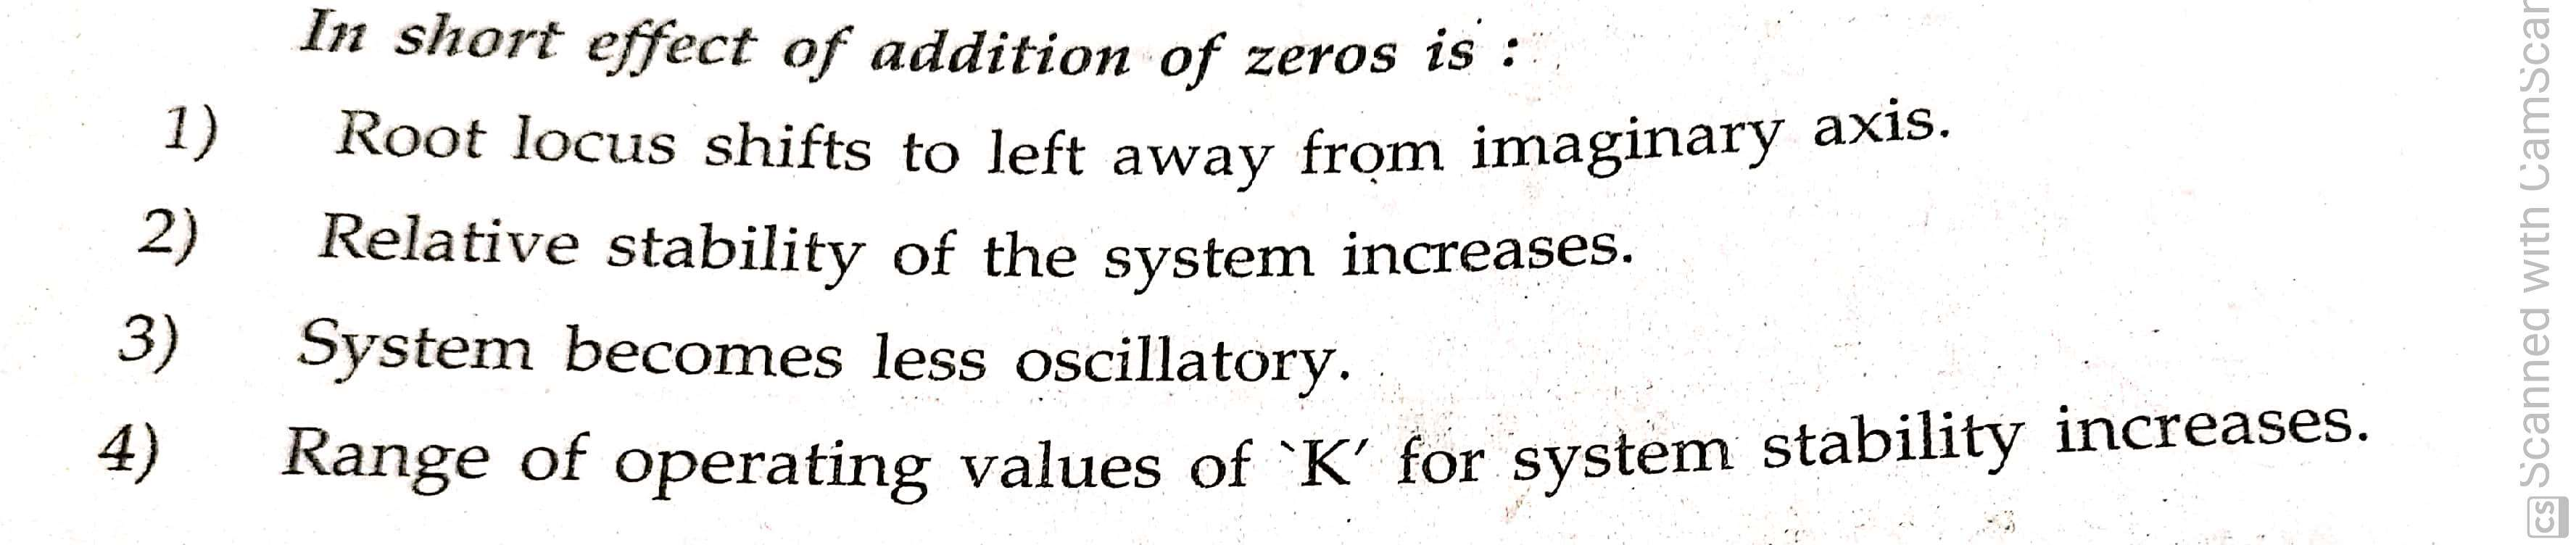 In short effect of addition of zeros is :
1) Root locus shifts to left away from imaginary axis.
2) Relative stability of the system increases.
3) System becomes less oscillatory.
4) Range of operating values of `K′ for system stability increases.
CS Scanned with CamScan